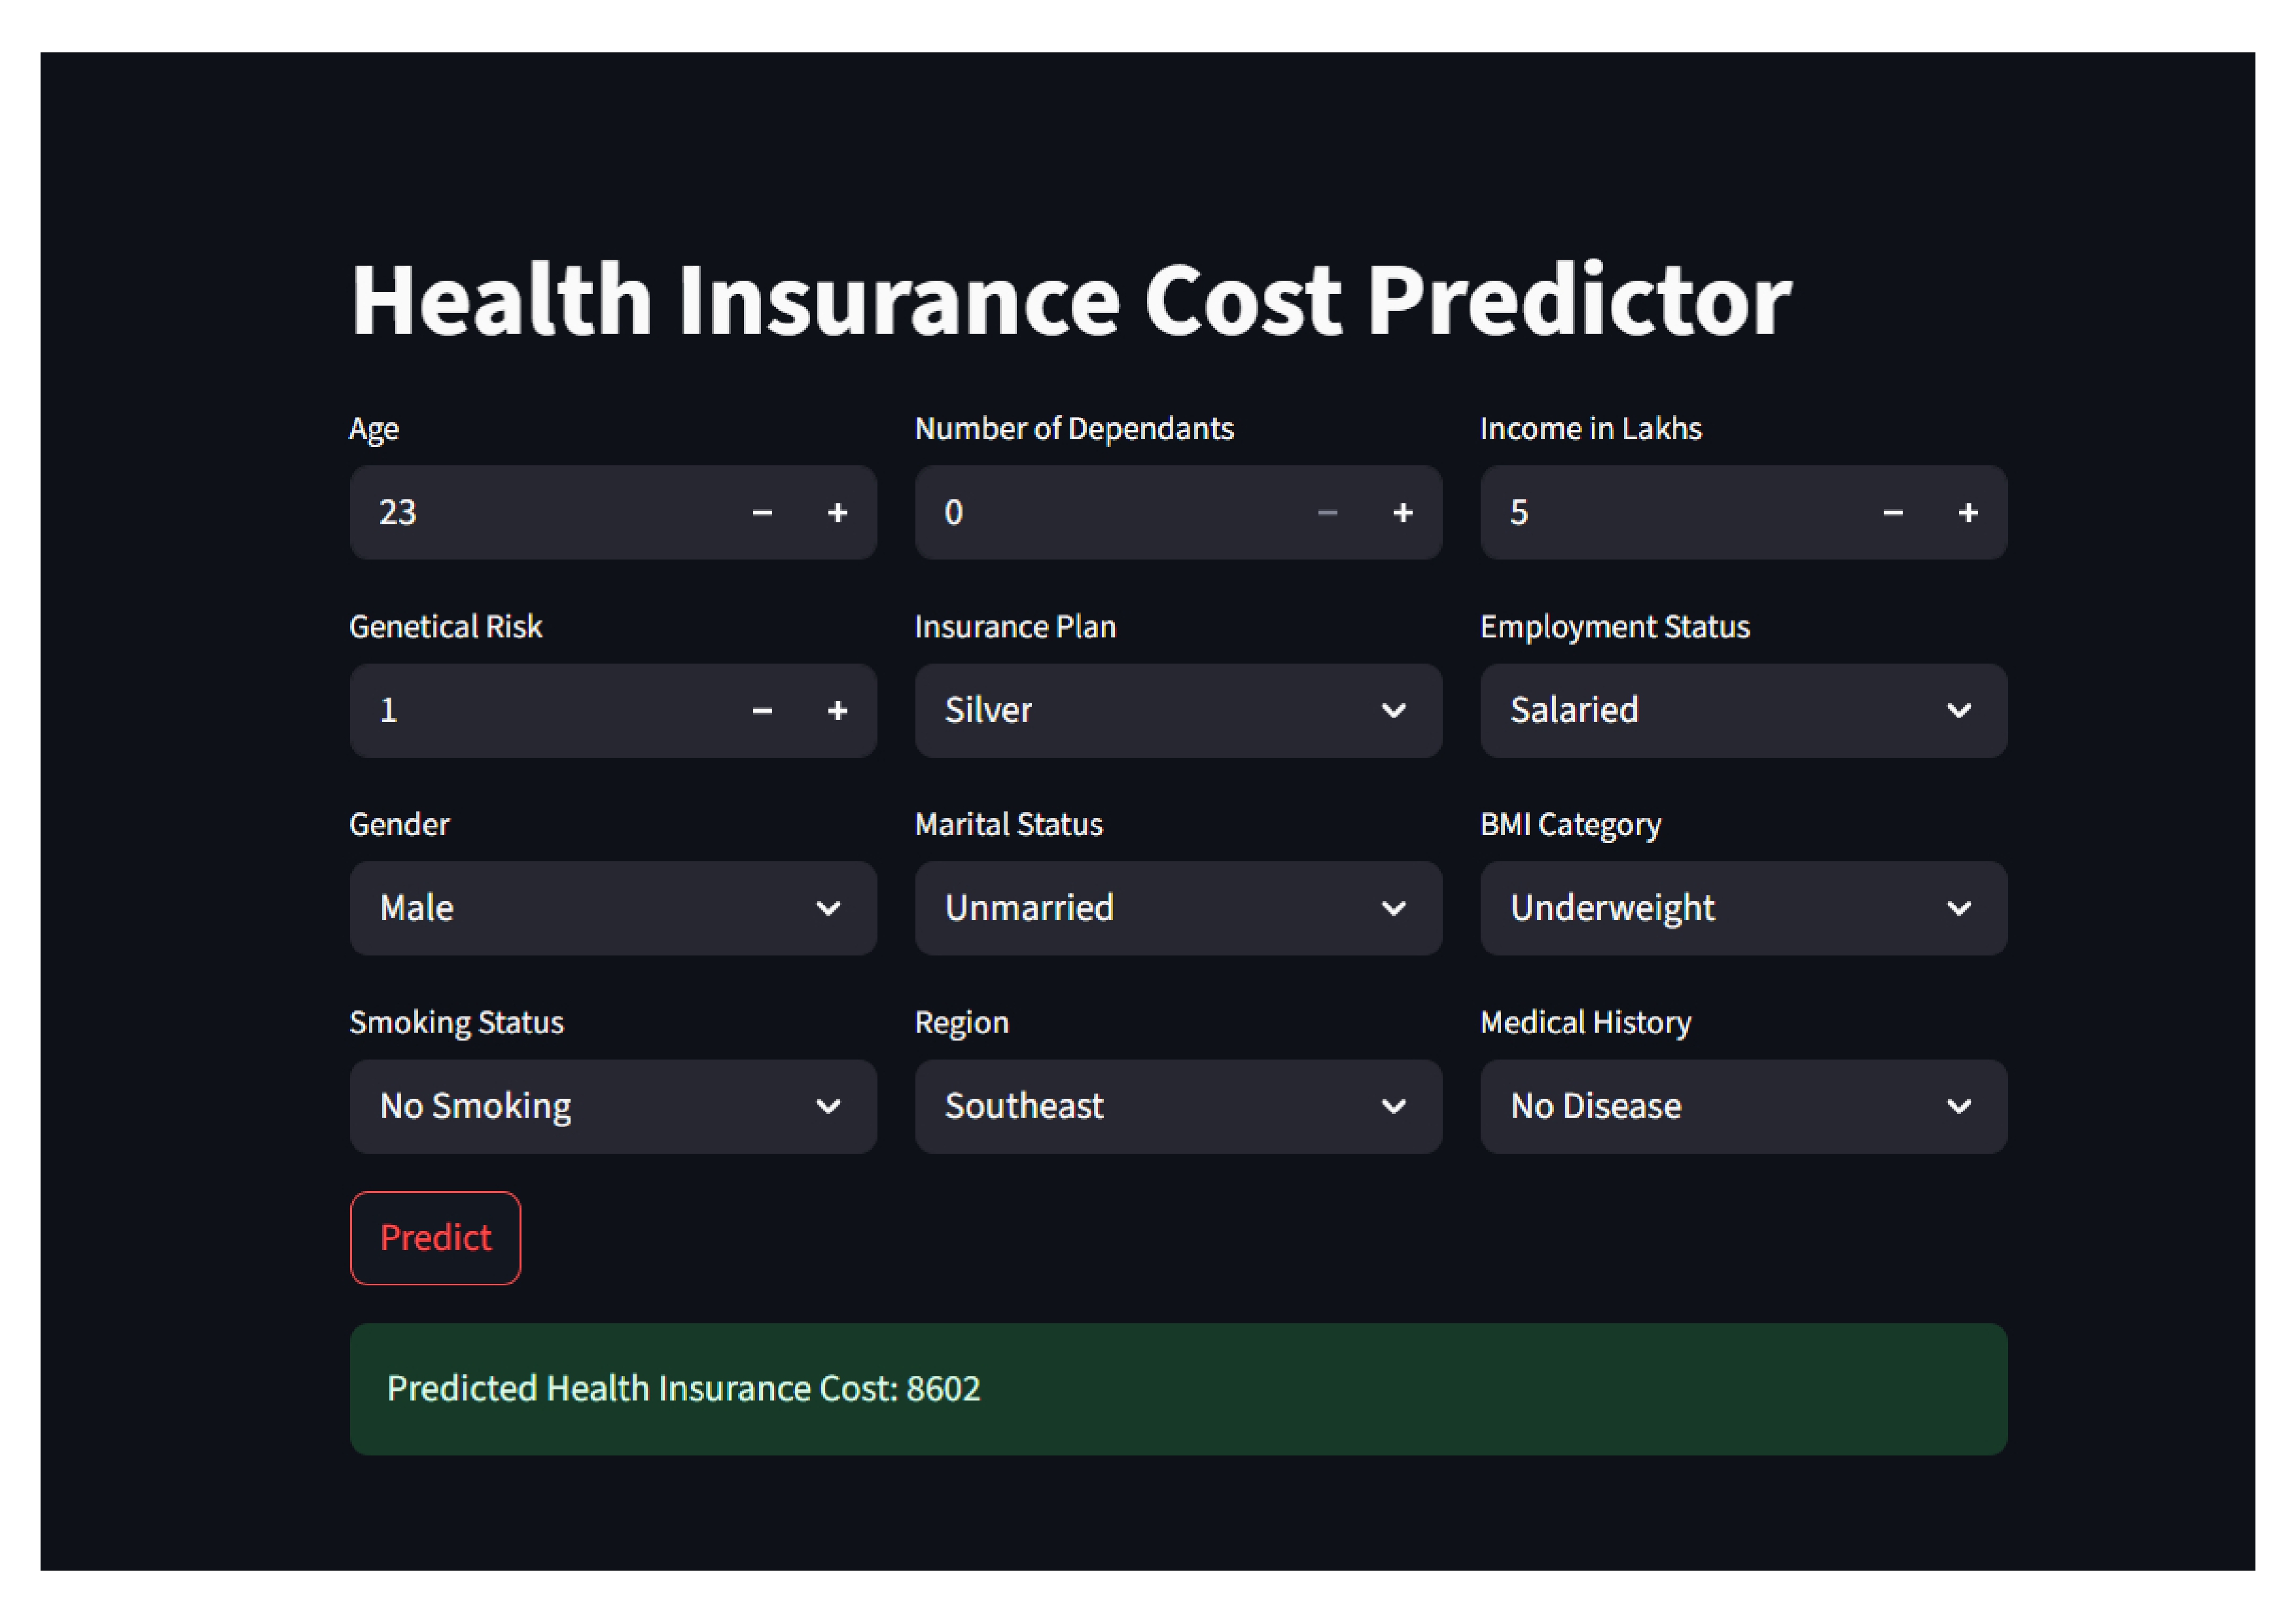 Health Insurance Cost Predictor
Age Number of Dependants Income in Lakhs
23 − + 0 − + 5 − +
Genetical Risk Insurance Plan Employment Status
1 − + Silver Salaried
Gender Marital Status BMI Category
Male Unmarried Underweight
Smoking Status Region Medical History
No Smoking Southeast No Disease
Predict
Predicted Health Insurance Cost: 8602